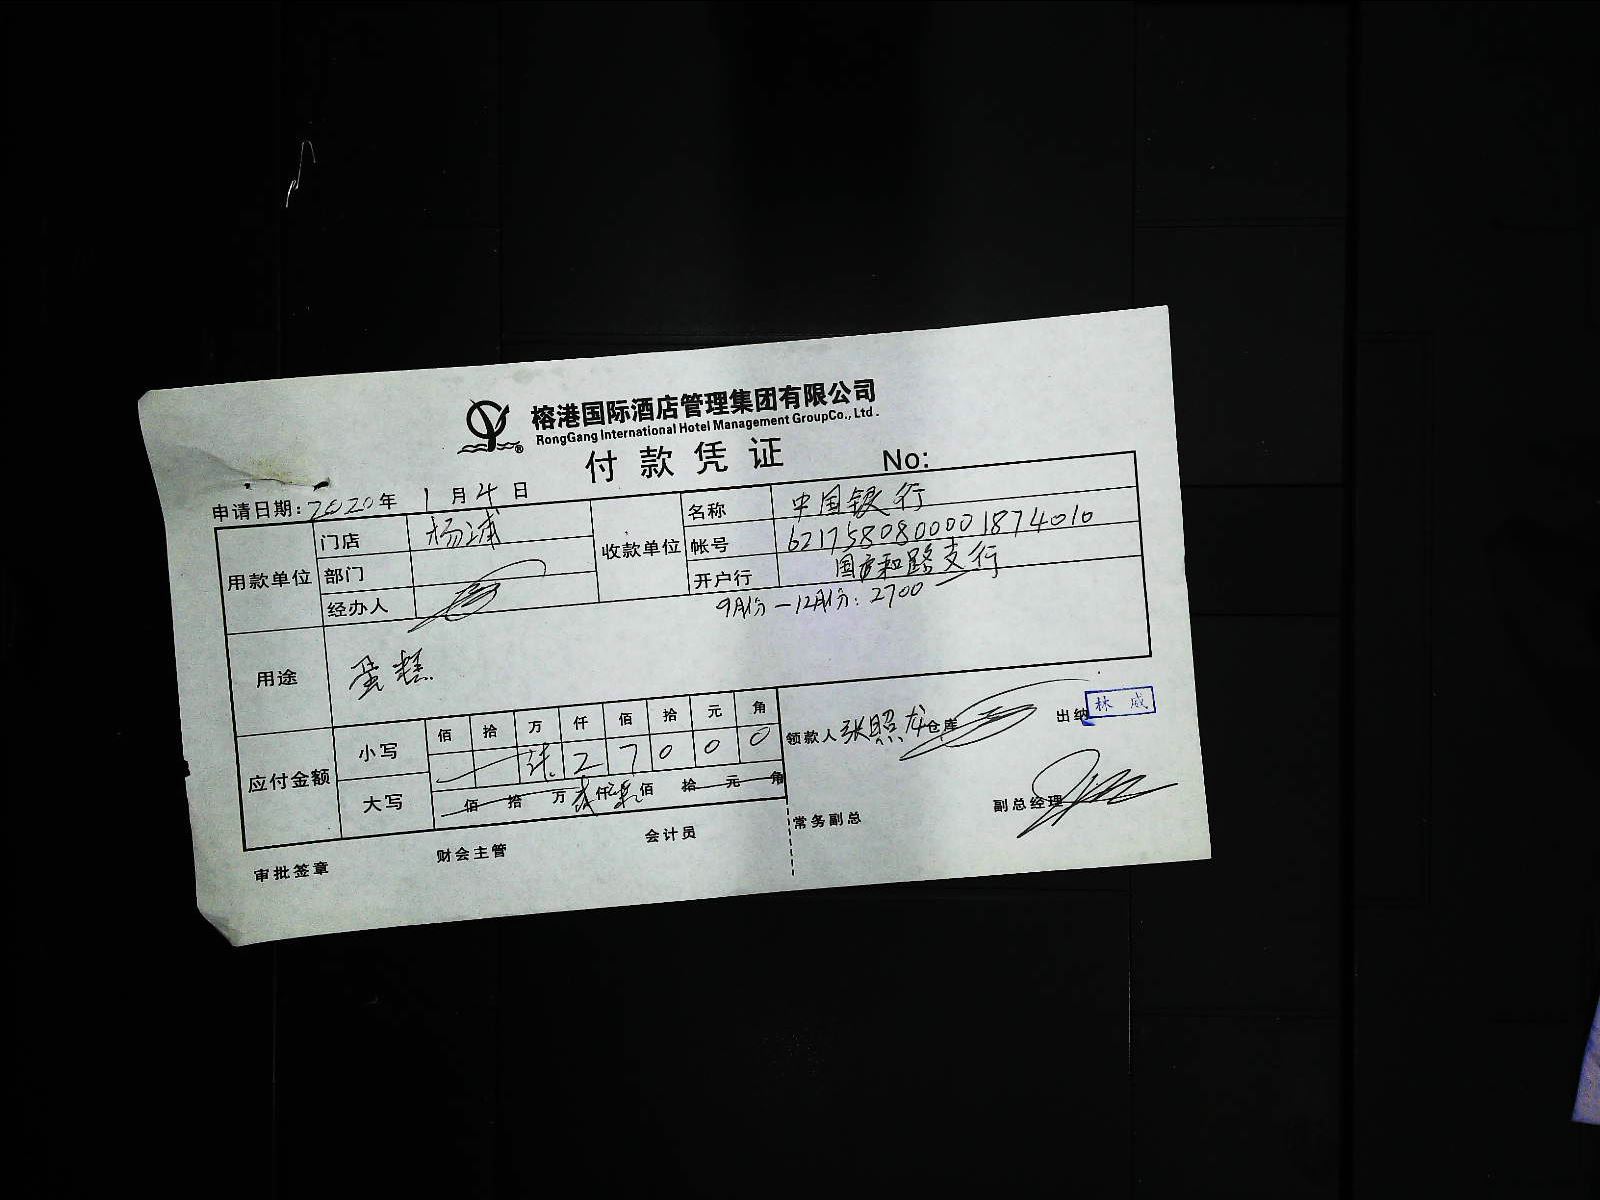 榕港国际酒店管理集团有限公司
RongGang International Hotel Management GroupCo., Ltd.
付款凭证
No:
申请日期:2020年1月4日
用款单位
门店 杨浦
部门
经办人
收款单位
名称 中国银行
帐号 6217580800001874010
开户行 国和路支行
9月份—12月份:2700
用途 蛋糕
应付金额
小写
佰 拾 万 仟 佰 拾 元 角
2 7 0 0 0
大写
佰 拾 万 贰仟柒佰 拾 元 角
领款人 张照龙 仓库
出纳 林威
常务副总
副总经理
审批签章
财会主管
会计员